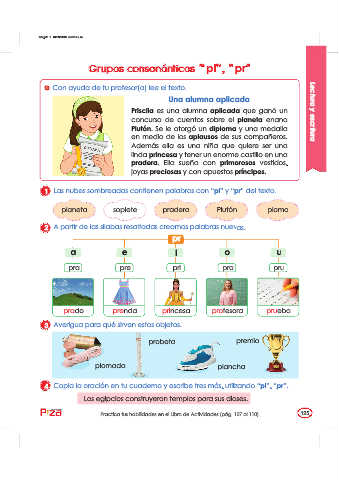 Grupos consonánticos "pl", "pr"
Con ayuda de tu profesor(a) lee el texto.
Una alumna aplicada
Priscila es una alumna aplicada que ganó un
concurso de cuentos sobre el planeta enano
Plutón. Se le otorgó un diploma y una medalla
en medio de los aplausos de sus compañeros.
Además ella es una niña que quiere ser una
linda princesa y tener un enorme castillo en una
pradera. Ella sueña con primorosos vestidos,
joyas preciosas y con apuestos príncipes.
Lectura y escritura
1 Las nubes sombreadas contienen palabras con "pl" y "pr" del texto.
planeta soplete pradera Plutón plomo
2 A partir de las sílabas resaltadas creamos palabras nuevas.
pr
a e i o u
pra pre pri pro pru
prado prenda princesa profesora prueba
3 Averigua para qué sirven estos objetos.
probeta premio
plomada plancha
4 Copia la oración en tu cuaderno y escribe tres más, utilizando "pl", "pr".
Los egipcios construyeron templos para sus dioses.
Practica tus habilidades en el Libro de Actividades (pág. 107 al 110).
125